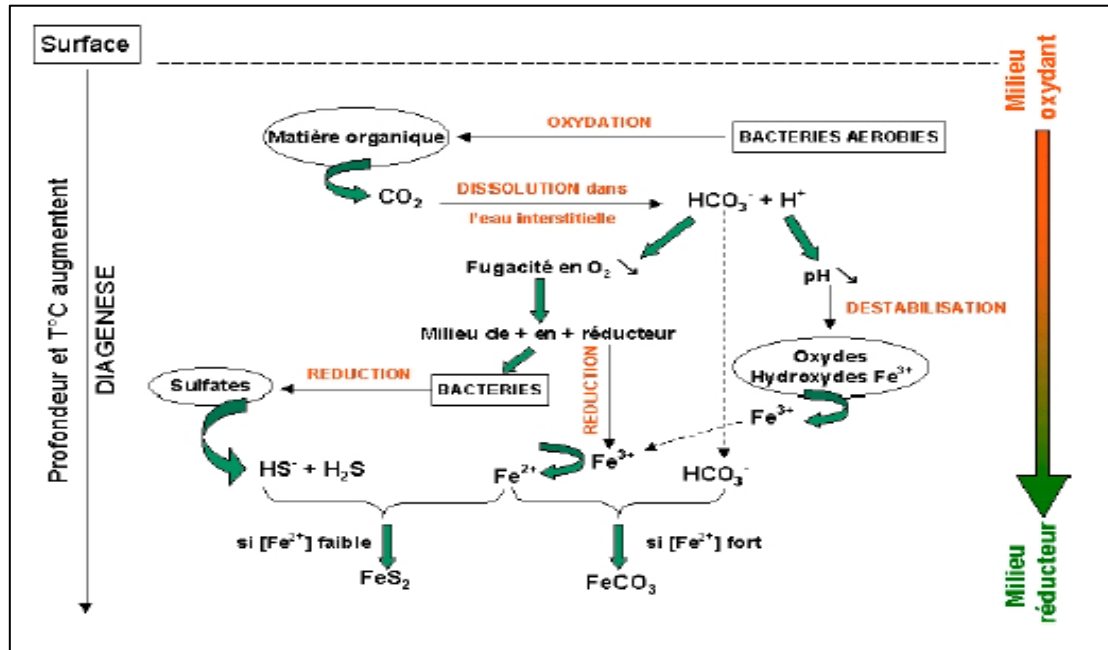 Surface
Milieu
oxydant
Matière organique
OXYDATION
BACTERIES AEROBIES
CO₂
DISSOLUTION dans
l'eau interstitielle
HCO₃⁻ + H⁺
Fugacité en O₂ ↘
pH ↘
DESTABILISATION
Milieu de + en + réducteur
Oxydes
Hydroxydes Fe³⁺
Sulfates
REDUCTION
BACTERIES
REDUCTION
Fe³⁺
HS⁻ + H₂S
Fe²⁺
Fe³⁺
HCO₃⁻
si [Fe²⁺] faible
si [Fe²⁺] fort
FeS₂
FeCO₃
Profondeur et T°C augmentent
DIAGENESE
Milieu
réducteur